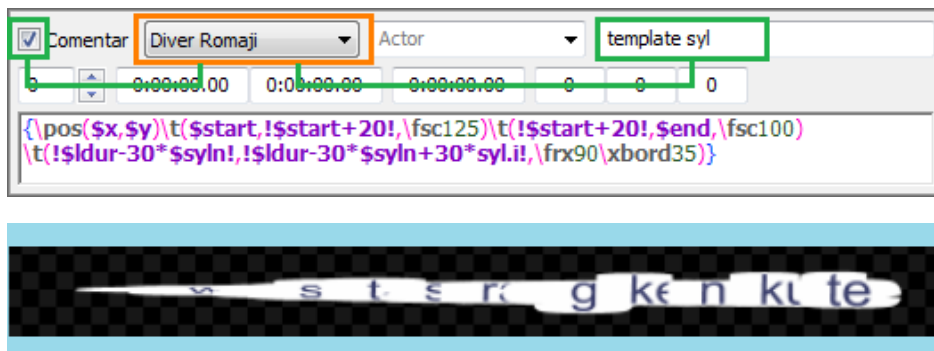 Comentar Diver Romaji Actor template syl
0 0:00:00.00 0:00:00.00 0:00:00.00 0 0 0
{\pos($x,$y)\t($start,!$start+20!,\fsc125)\t(!$start+20!,$end,\fsc100)
\t(!$ldur-30*$syln!,!$ldur-30*$syln+30*syl.i!,\frx90\xbord35)}
s t g ke n te